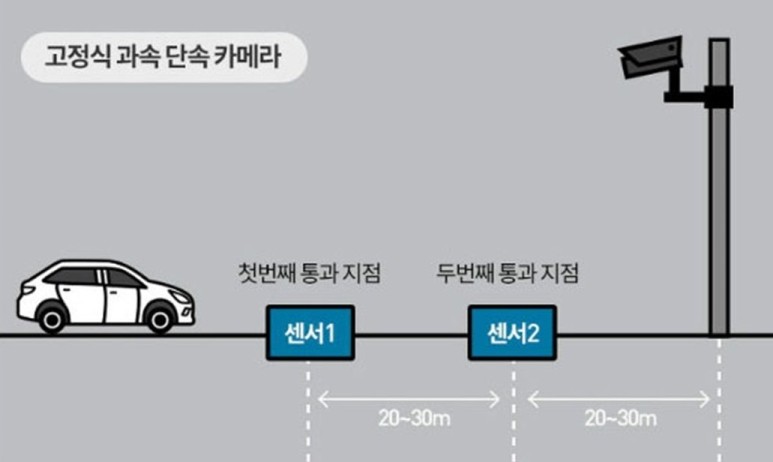 고정식 과속 단속 카메라
첫번째 통과 지점
두번째 통과 지점
센서1
센서2
20~30m
20~30m